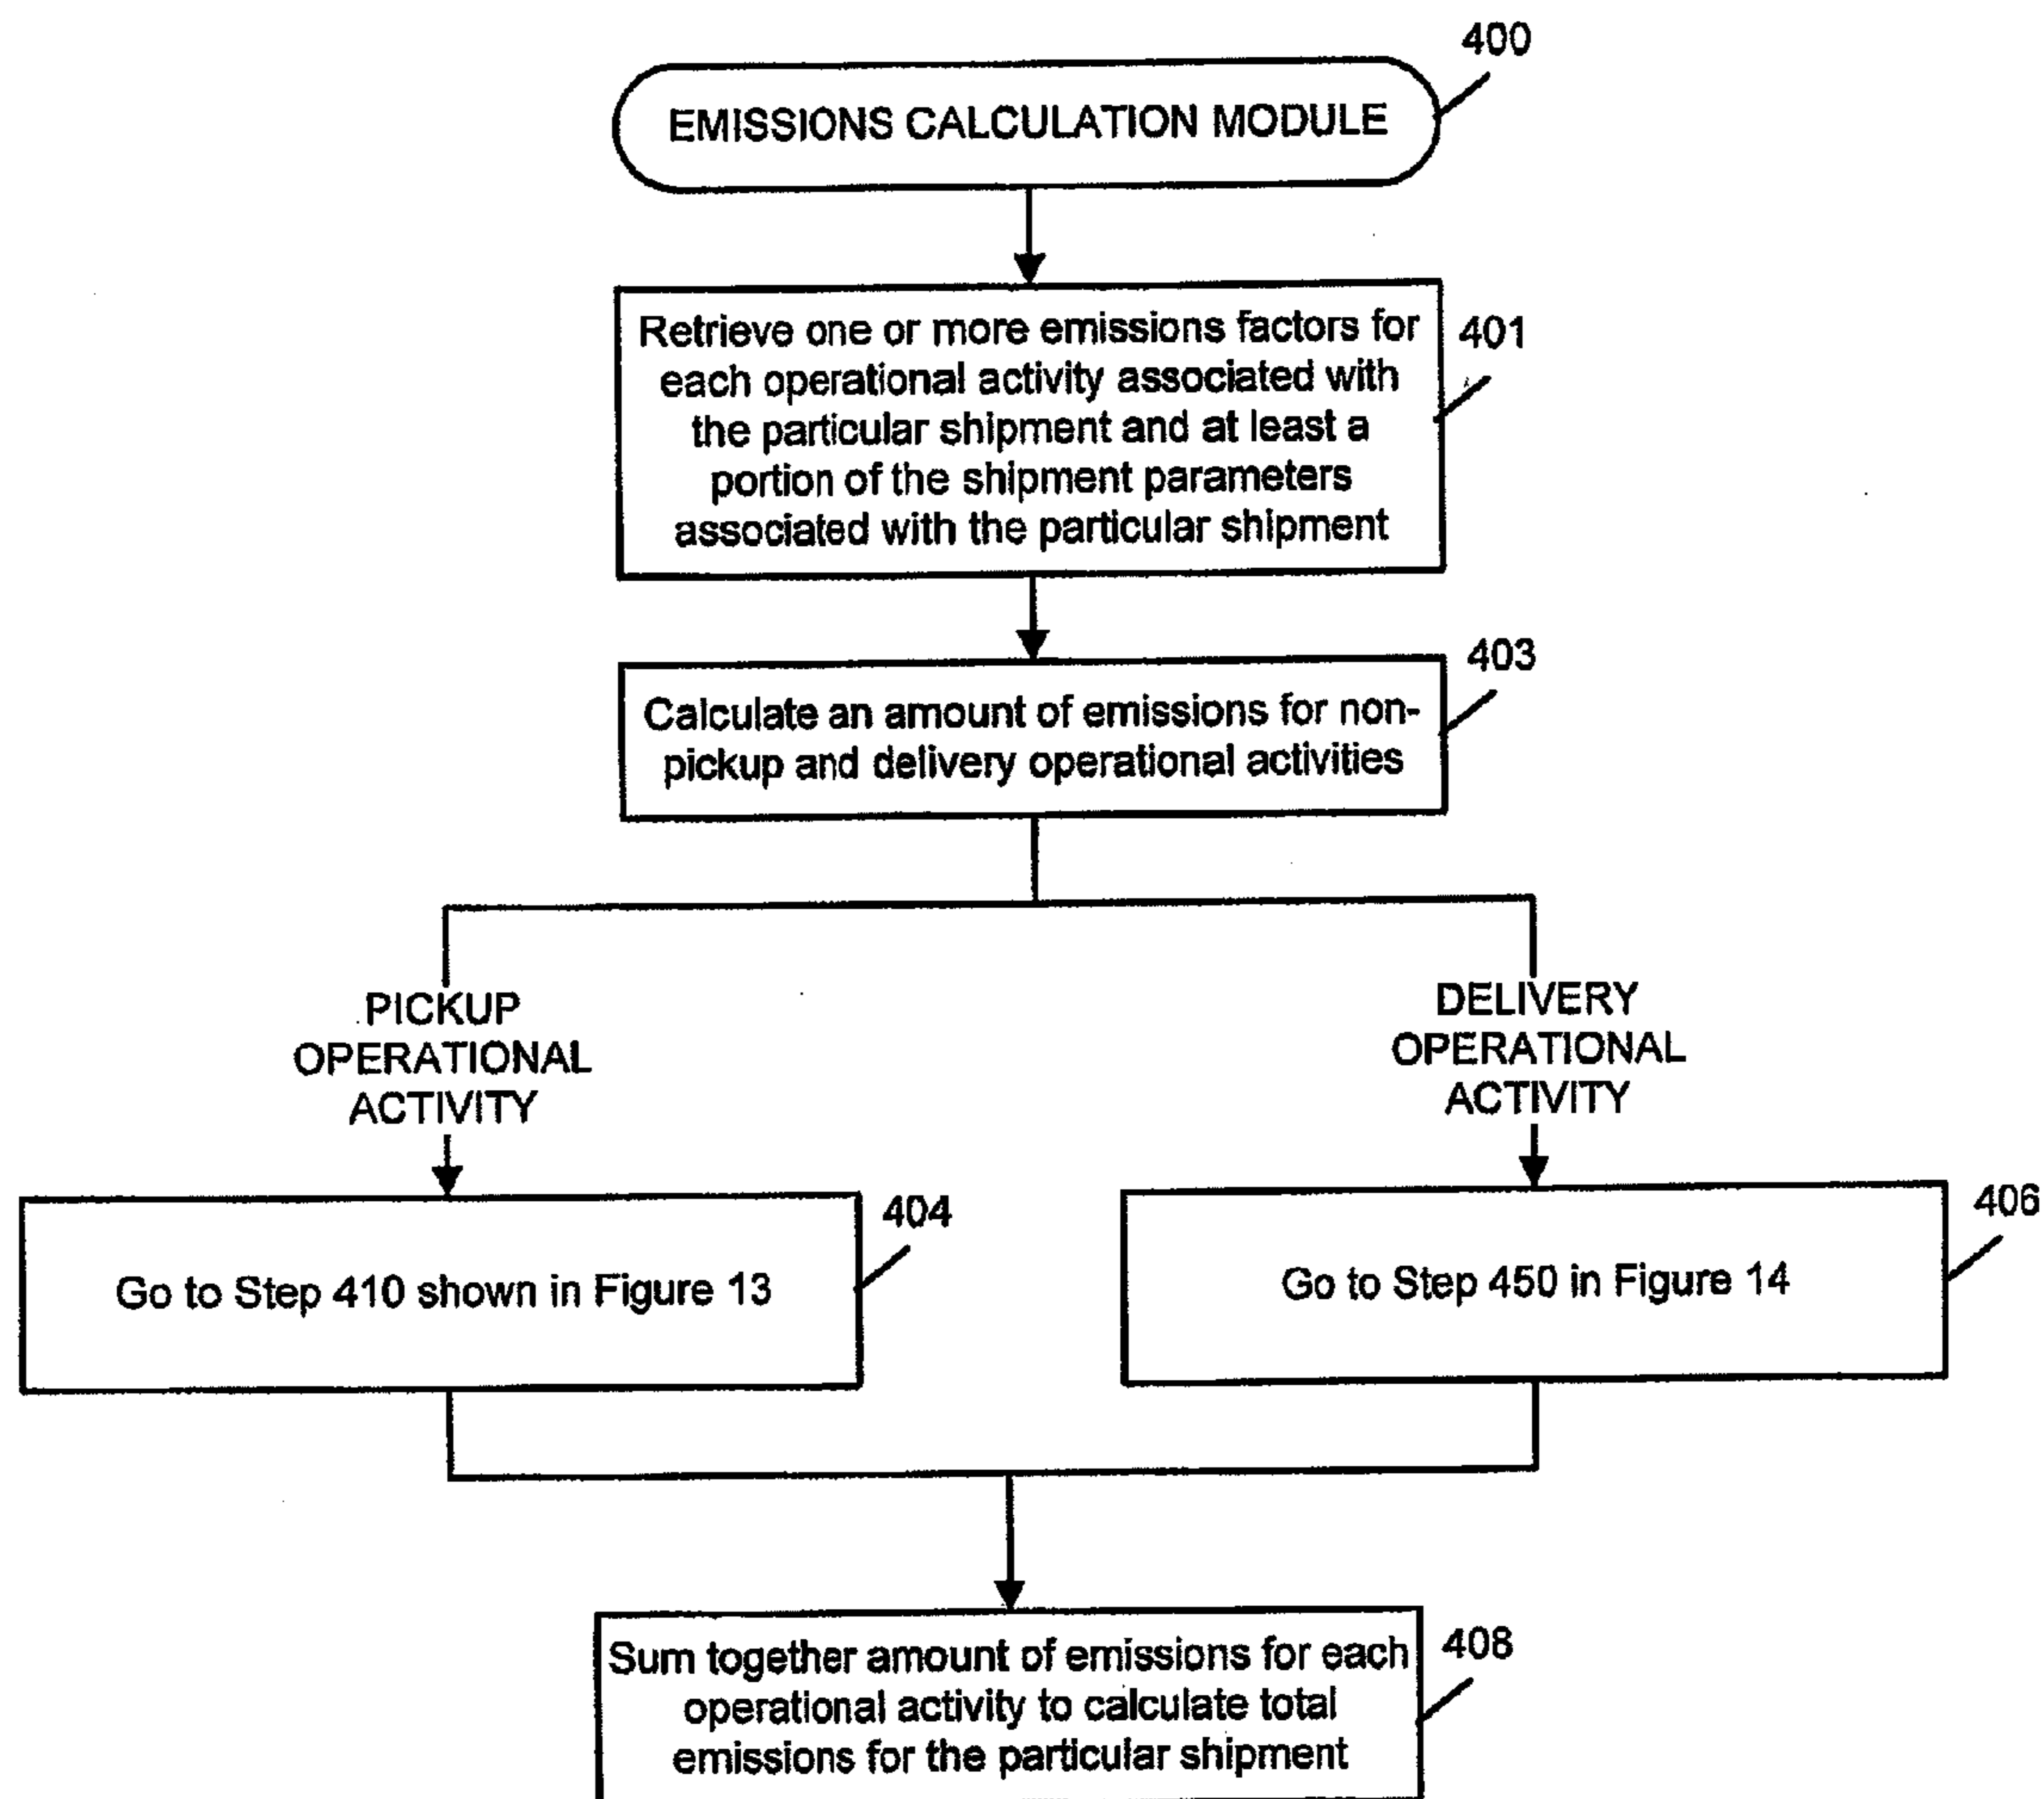 400
EMISSIONS CALCULATION MODULE
Retrieve one or more emissions factors for
each operational activity associated with
the particular shipment and at least a
portion of the shipment parameters
associated with the particular shipment
401
Calculate an amount of emissions for non-
pickup and delivery operational activities
403
PICKUP
OPERATIONAL
ACTIVITY
DELIVERY
OPERATIONAL
ACTIVITY
Go to Step 410 shown in Figure 13
404
Go to Step 450 in Figure 14
406
Sum together amount of emissions for each
operational activity to calculate total
emissions for the particular shipment
408